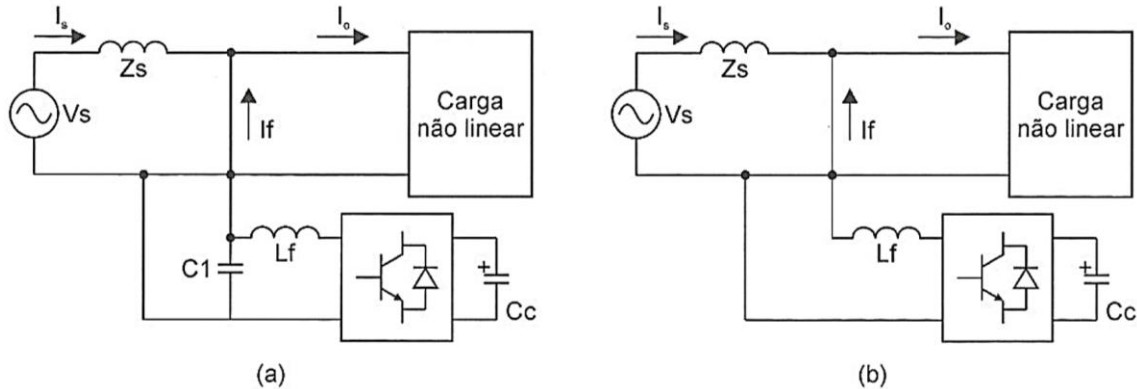 Is
Io
Zs
Vs
If
Carga
não linear
C1
Lf
+
Cc
(a)
Is
Io
Zs
Vs
If
Carga
não linear
Lf
+
Cc
(b)